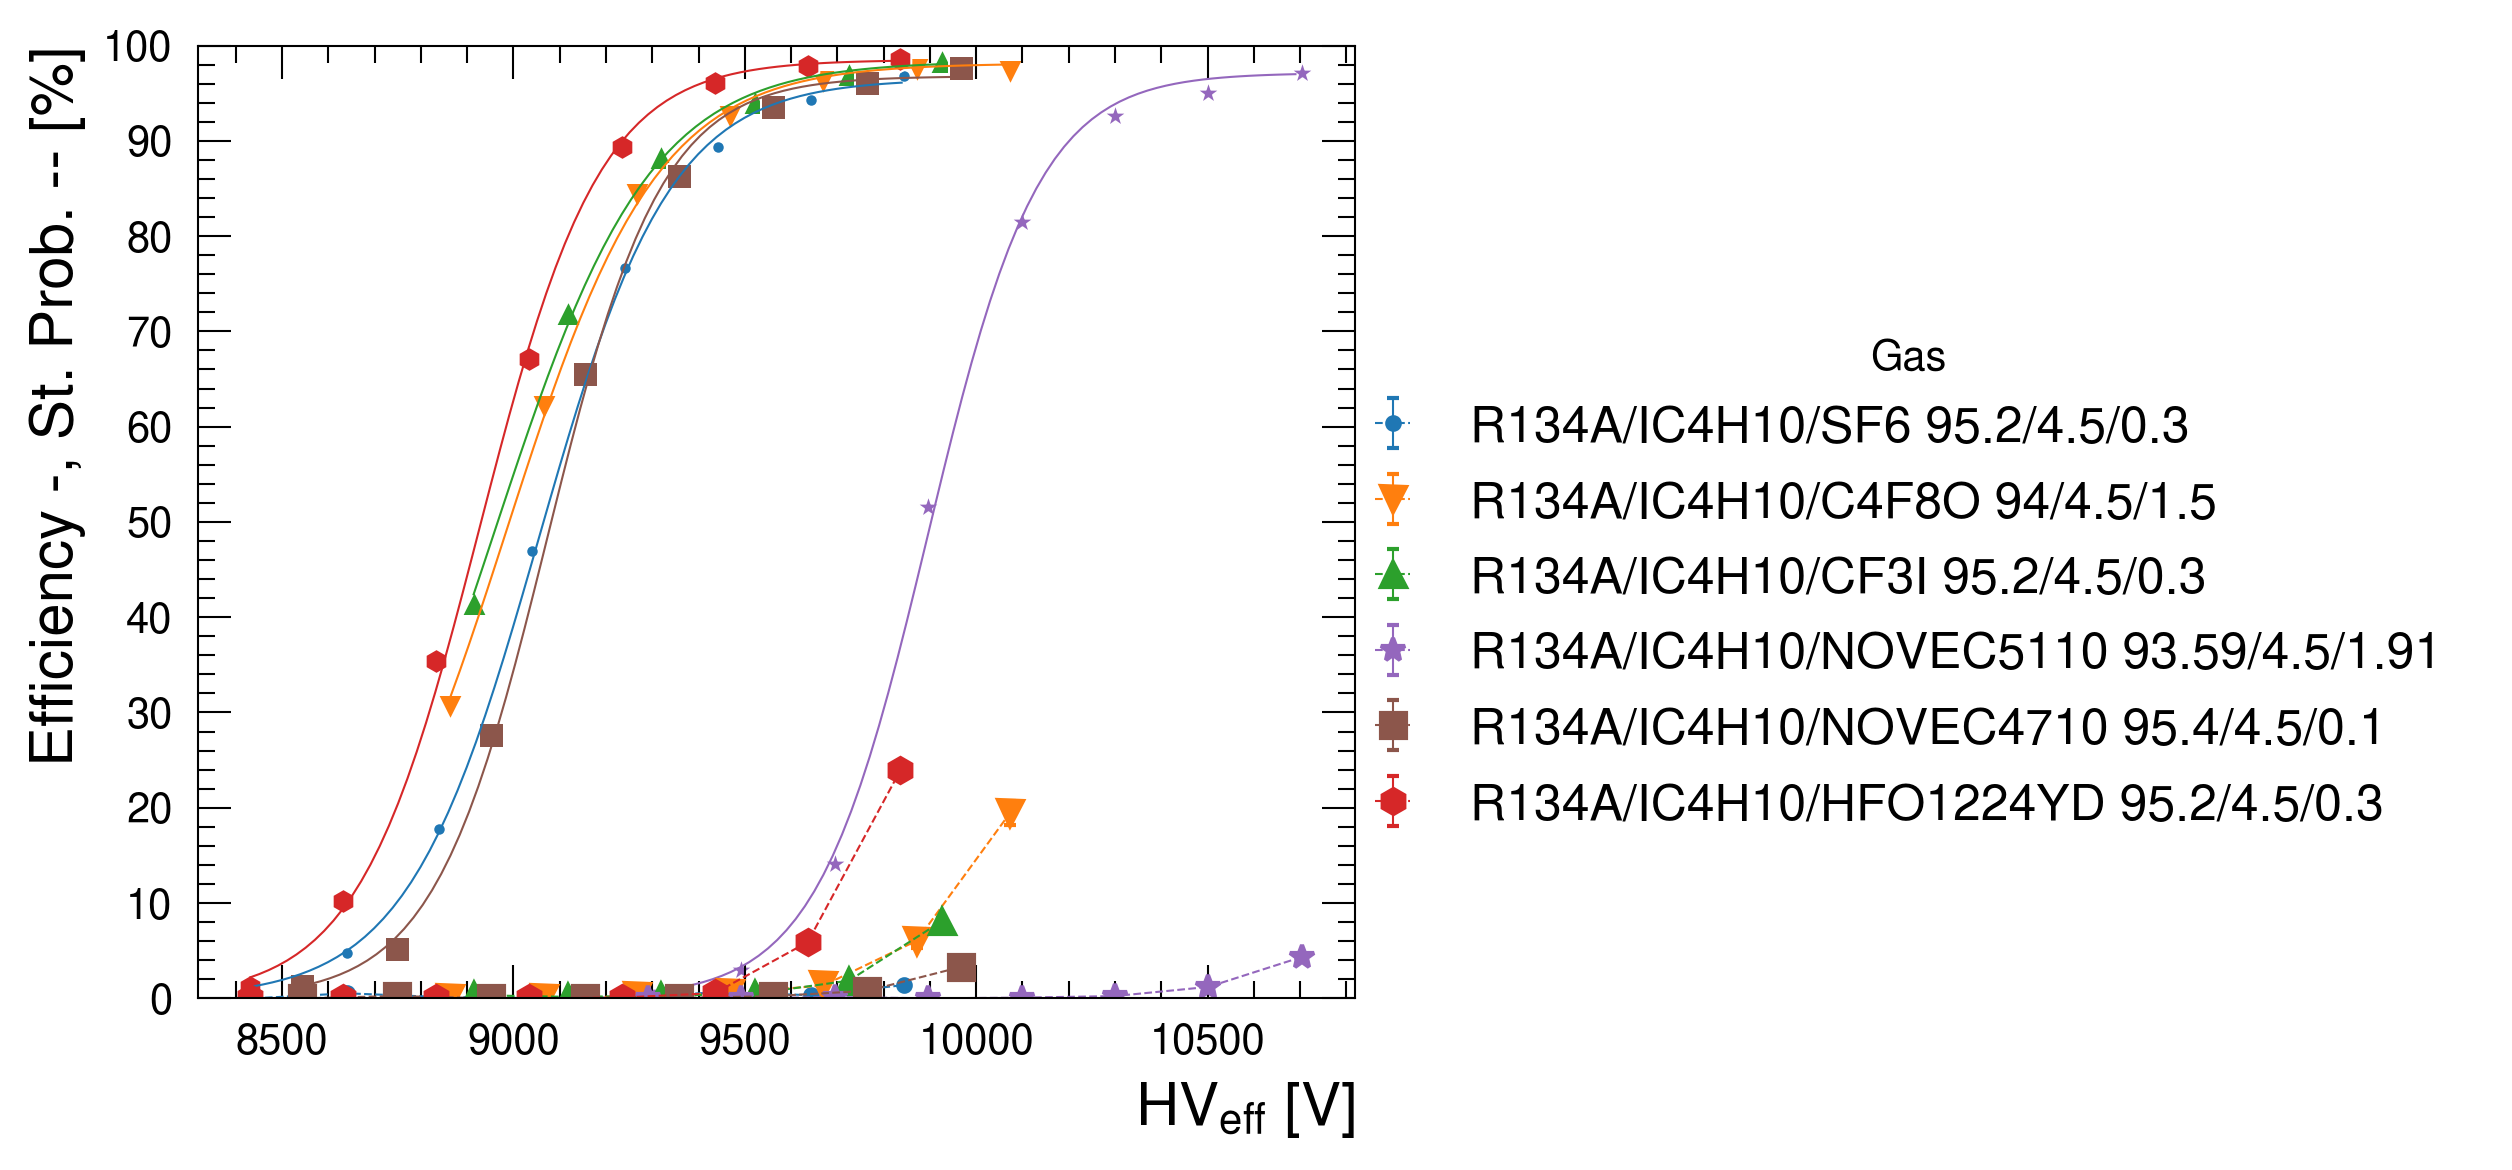 Efficiency -, St. Prob. -- [%]
100
90
80
70
60
50
40
30
20
10
0
8500 9000 9500 10000 10500
HVeff [V]
Gas
R134A/IC4H10/SF6 95.2/4.5/0.3
R134A/IC4H10/C4F8O 94/4.5/1.5
R134A/IC4H10/CF3I 95.2/4.5/0.3
R134A/IC4H10/NOVEC5110 93.59/4.5/1.91
R134A/IC4H10/NOVEC4710 95.4/4.5/0.1
R134A/IC4H10/HFO1224YD 95.2/4.5/0.3